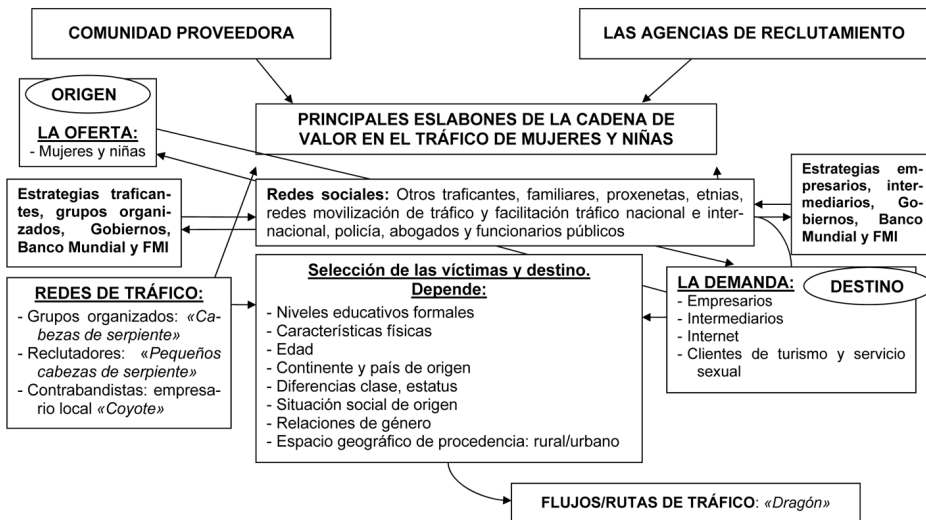 COMUNIDAD PROVEEDORA
LAS AGENCIAS DE RECLUTAMIENTO
ORIGEN
LA OFERTA:
- Mujeres y niñas
PRINCIPALES ESLABONES DE LA CADENA DE
VALOR EN EL TRÁFICO DE MUJERES Y NIÑAS
Estrategias trafican-
tes, grupos organi-
zados, Gobiernos,
Banco Mundial y FMI
Redes sociales: Otros traficantes, familiares, proxenetas, etnias,
redes movilización de tráfico y facilitación tráfico nacional e inter-
nacional, policía, abogados y funcionarios públicos
Estrategias em-
presarios, inter-
mediarios, Go-
biernos, Banco
Mundial y FMI
REDES DE TRÁFICO:
- Grupos organizados: «Ca-
bezas de serpiente»
- Reclutadores: «Pequeños
cabezas de serpiente»
- Contrabandistas: empresa-
rio local «Coyote»
Selección de las víctimas y destino.
Depende:
- Niveles educativos formales
- Características físicas
- Edad
- Continente y país de origen
- Diferencias clase, estatus
- Situación social de origen
- Relaciones de género
- Espacio geográfico de procedencia: rural/urbano
LA DEMANDA:
DESTINO
- Empresarios
- Intermediarios
- Internet
- Clientes de turismo y servicio
sexual
FLUJOS/RUTAS DE TRÁFICO: «Dragón»